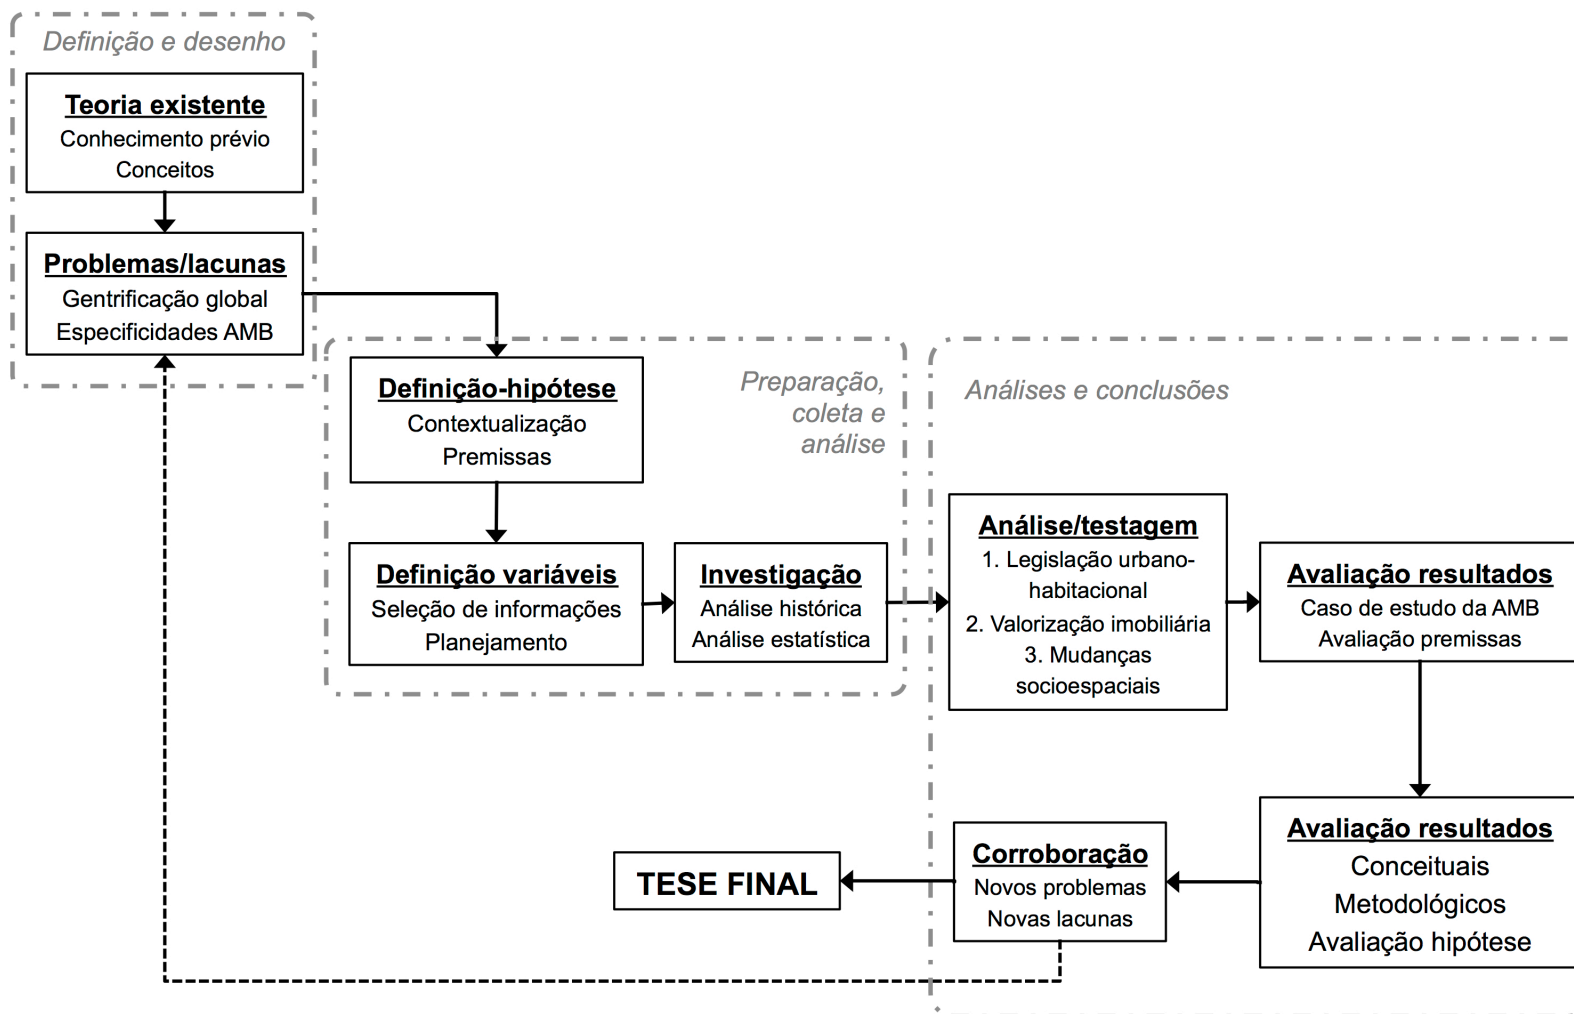 Definição e desenho
Teoria existente
Conhecimento prévio
Conceitos
Problemas/lacunas
Gentrificação global
Especificidades AMB
Preparação,
coleta e
análise
Definição-hipótese
Contextualização
Premissas
Definição variáveis
Seleção de informações
Planejamento
Investigação
Análise histórica
Análise estatística
Análises e conclusões
Análise/testagem
1. Legislação urbano-
habitacional
2. Valorização imobiliária
3. Mudanças
socioespaciais
Avaliação resultados
Caso de estudo da AMB
Avaliação premissas
Avaliação resultados
Conceituais
Metodológicos
Avaliação hipótese
Corroboração
Novos problemas
Novas lacunas
TESE FINAL